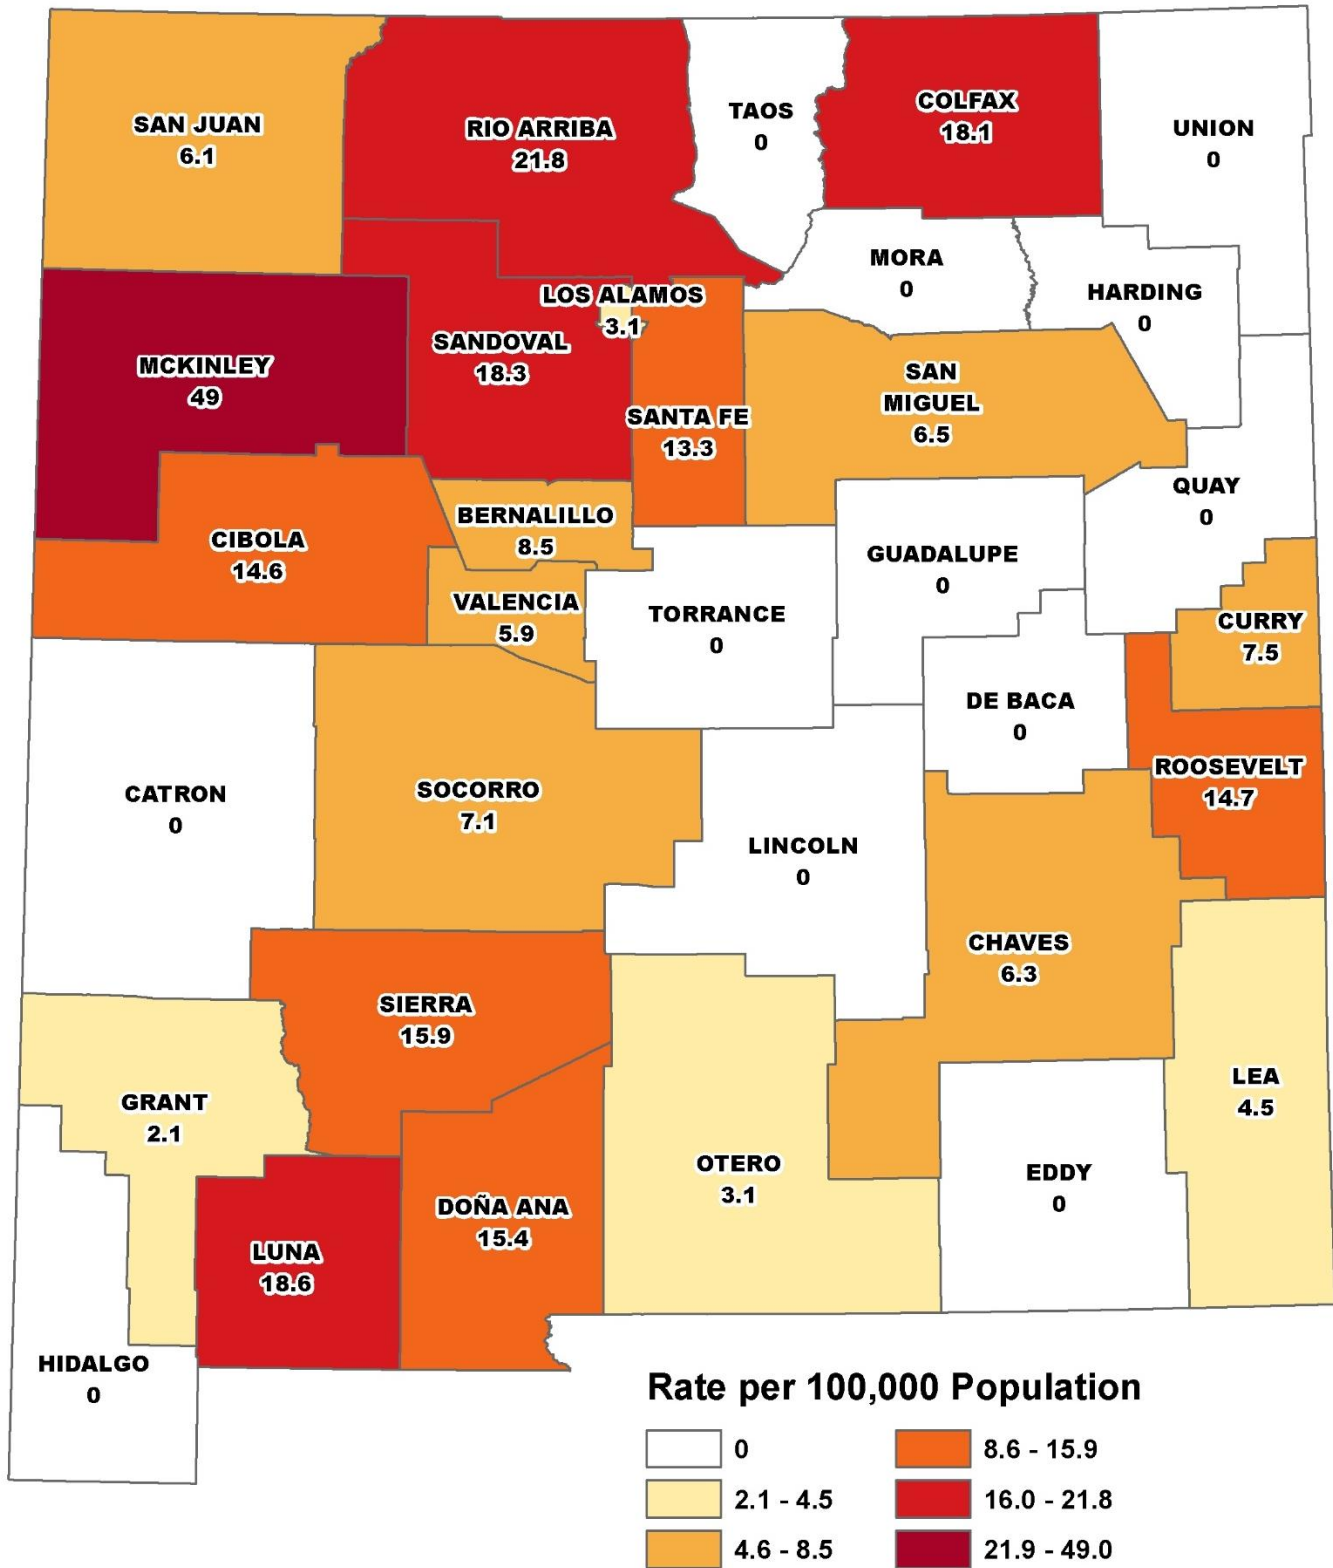 SAN JUAN
6.1
RIO ARRIBA
21.8
TAOS
0
COLFAX
18.1
UNION
0
MORA
0
HARDING
0
LOS ALAMOS
3.1
SANDOVAL
18.3
MCKINLEY
49
SANTA FE
13.3
SAN
MIGUEL
6.5
QUAY
0
BERNALILLO
8.5
CIBOLA
14.6
GUADALUPE
0
VALENCIA
5.9
TORRANCE
0
CURRY
7.5
DE BACA
0
ROOSEVELT
14.7
CATRON
0
SOCORRO
7.1
LINCOLN
0
CHAVES
6.3
SIERRA
15.9
LEA
4.5
GRANT
2.1
OTERO
3.1
EDDY
0
DOÑA ANA
15.4
LUNA
18.6
HIDALGO
0
Rate per 100,000 Population
0
8.6 - 15.9
2.1 - 4.5
16.0 - 21.8
4.6 - 8.5
21.9 - 49.0